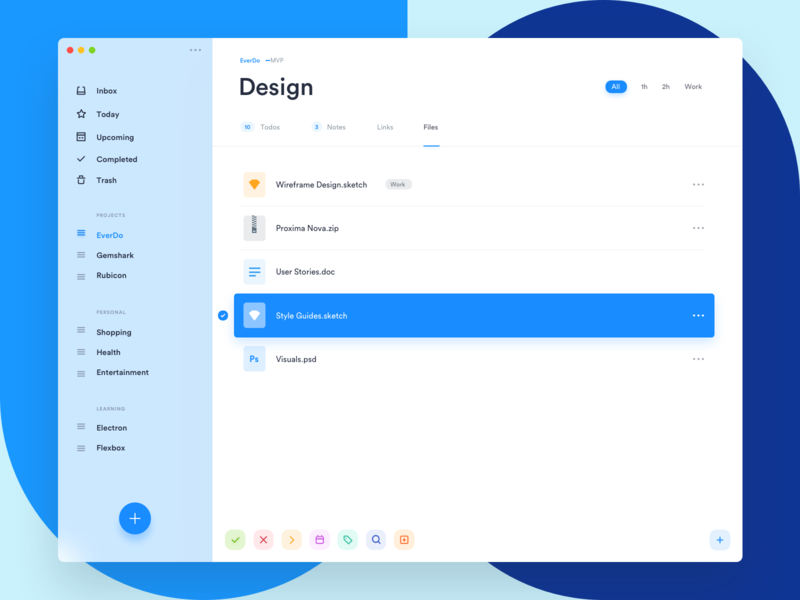 Inbox
Today
Upcoming
Completed
Trash
PROJECTS
EverDo
Gemshark
Rubicon
PERSONAL
Shopping
Health
Entertainment
LEARNING
Electron
Flexbox
EverDo —MVP
Design
All 1h 2h Work
10 Todos 3 Notes Links Files
Wireframe Design.sketch Work
Proxima Nova.zip
User Stories.doc
Style Guides.sketch
Ps Visuals.psd